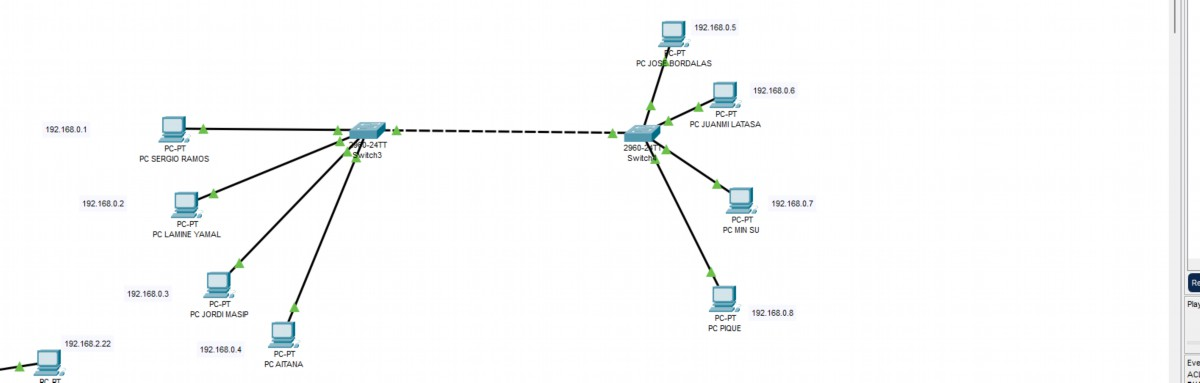 192.168.0.5
PC-PT
PC JOSE BORDALAS
192.168.0.6
PC-PT
PC JUANMI LATASA
192.168.0.1
PC-PT
PC SERGIO RAMOS
2960-24TT
Switch3
2960-24TT
192.168.0.2
PC-PT
PC LAMINE YAMAL
192.168.0.7
PC-PT
PC MIN SU
192.168.0.3
PC-PT
PC JORDI MASIP
192.168.0.8
PC-PT
PC PIQUE
192.168.2.22
PC-PT
192.168.0.4
PC-PT
PC AITANA
Re
Play
Eve
ACL